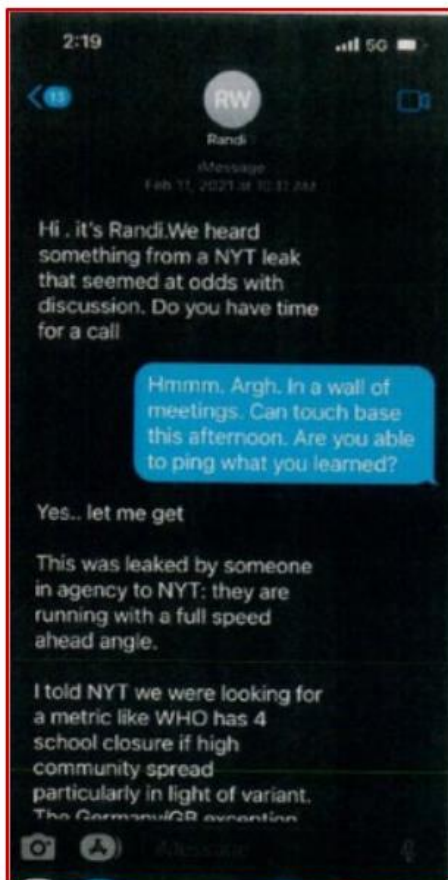 2:19
5G
13
RW
Randi
iMessage
Feb 11, 2021 at 10:11 AM
Hi . it's Randi.We heard
something from a NYT leak
that seemed at odds with
discussion. Do you have time
for a call
Hmmm. Argh. In a wall of
meetings. Can touch base
this afternoon. Are you able
to ping what you learned?
Yes.. let me get
This was leaked by someone
in agency to NYT: they are
running with a full speed
ahead angle.
I told NYT we were looking for
a metric like WHO has 4
school closure if high
community spread
particularly in light of variant.
The Germany/GB exception
iMessage